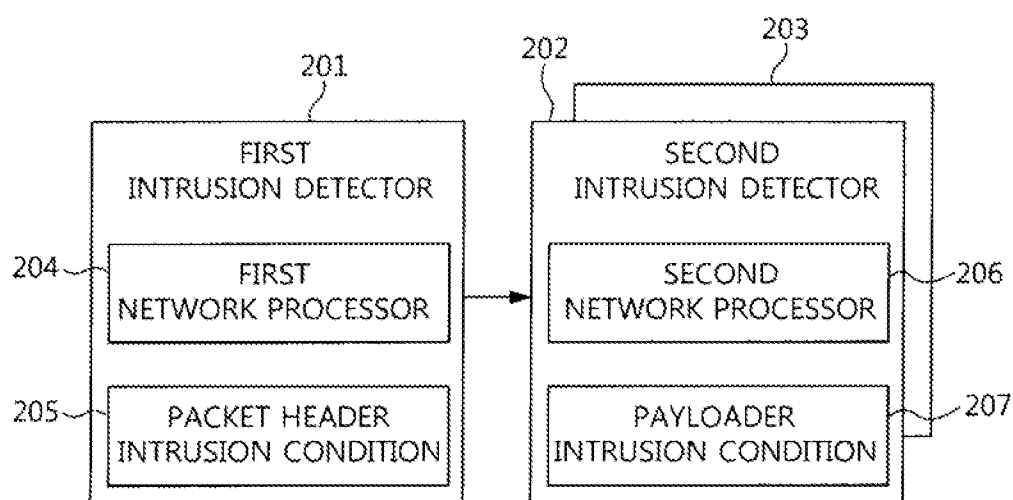 203
202
201
FIRST
INTRUSION DETECTOR
SECOND
INTRUSION DETECTOR
204
FIRST
NETWORK PROCESSOR
SECOND
NETWORK PROCESSOR
206
205
PACKET HEADER
INTRUSION CONDITION
PAYLOADER
INTRUSION CONDITION
207